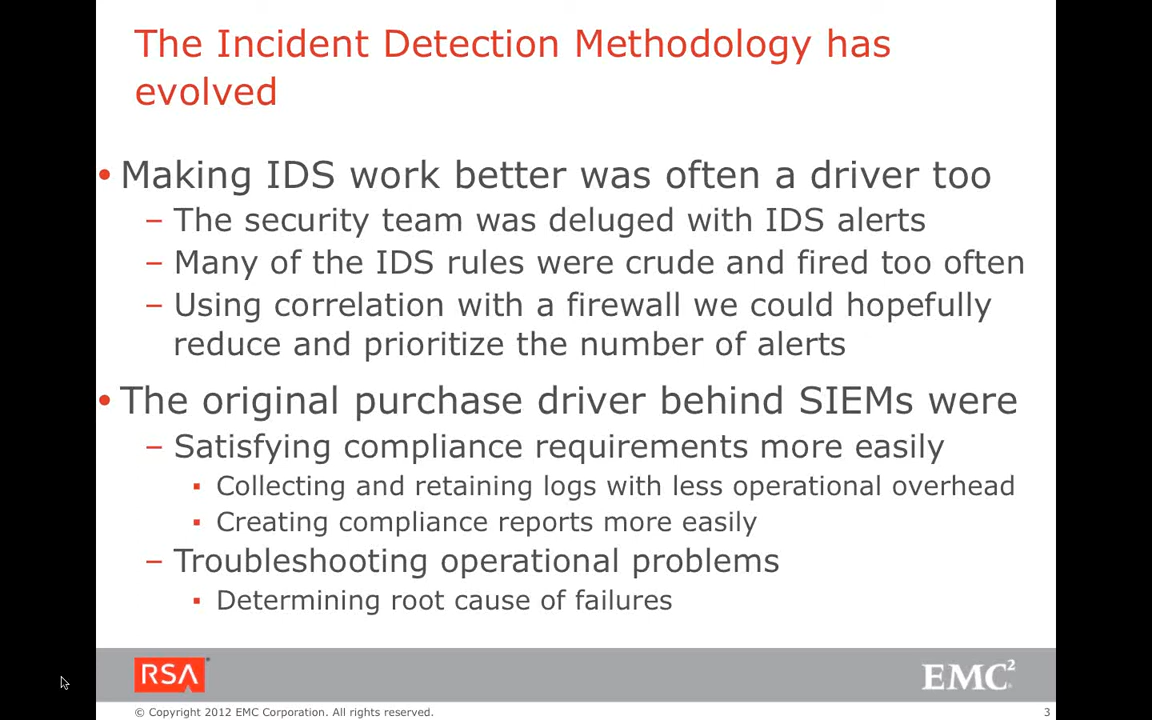 The Incident Detection Methodology has
evolved
• Making IDS work better was often a driver too
– The security team was deluged with IDS alerts
– Many of the IDS rules were crude and fired too often
– Using correlation with a firewall we could hopefully
reduce and prioritize the number of alerts
• The original purchase driver behind SIEMs were
– Satisfying compliance requirements more easily
▪ Collecting and retaining logs with less operational overhead
▪ Creating compliance reports more easily
– Troubleshooting operational problems
▪ Determining root cause of failures
RSA
EMC²
© Copyright 2012 EMC Corporation. All rights reserved.
3